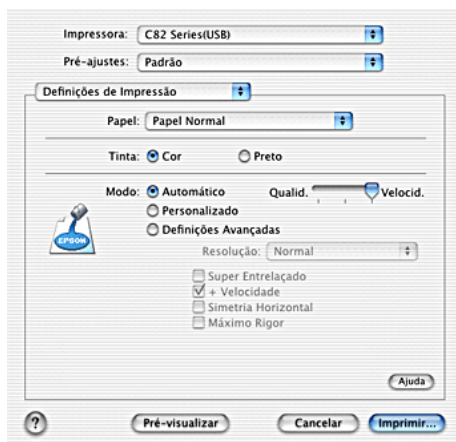 Impressora: C82 Series(USB)
Pré-ajustes: Padrão
Definições de Impressão
Papel: Papel Normal
Tinta: Cor Preto
Modo: Automático Qualid. Velocid.
Personalizado
EPSON
Definições Avançadas
Resolução: Normal
Super Entrelaçado
+ Velocidade
Simetria Horizontal
Máximo Rigor
Ajuda
? Pré-visualizar Cancelar Imprimir...